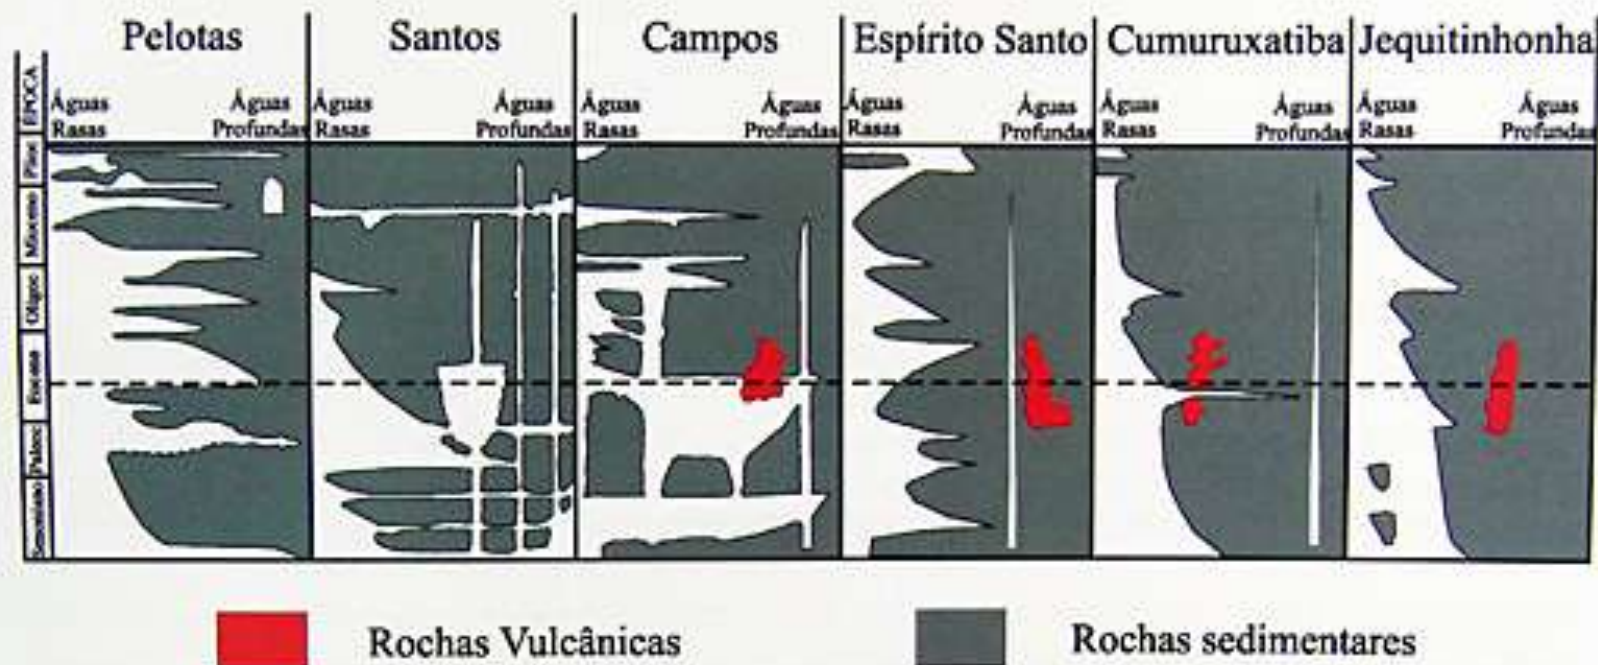 Pelotas
Santos
Campos
Espírito Santo
Cumuruxatiba
Jequitinhonha
ÉPOCA
Águas Rasas
Águas Profundas
Águas Rasas
Águas Profundas
Águas Rasas
Águas Profundas
Águas Rasas
Águas Profundas
Águas Rasas
Águas Profundas
Águas Rasas
Águas Profundas
Plioc
Mioceno
Oligoc
Eoceno
Paleoc
Senoniano
Rochas Vulcânicas
Rochas sedimentares